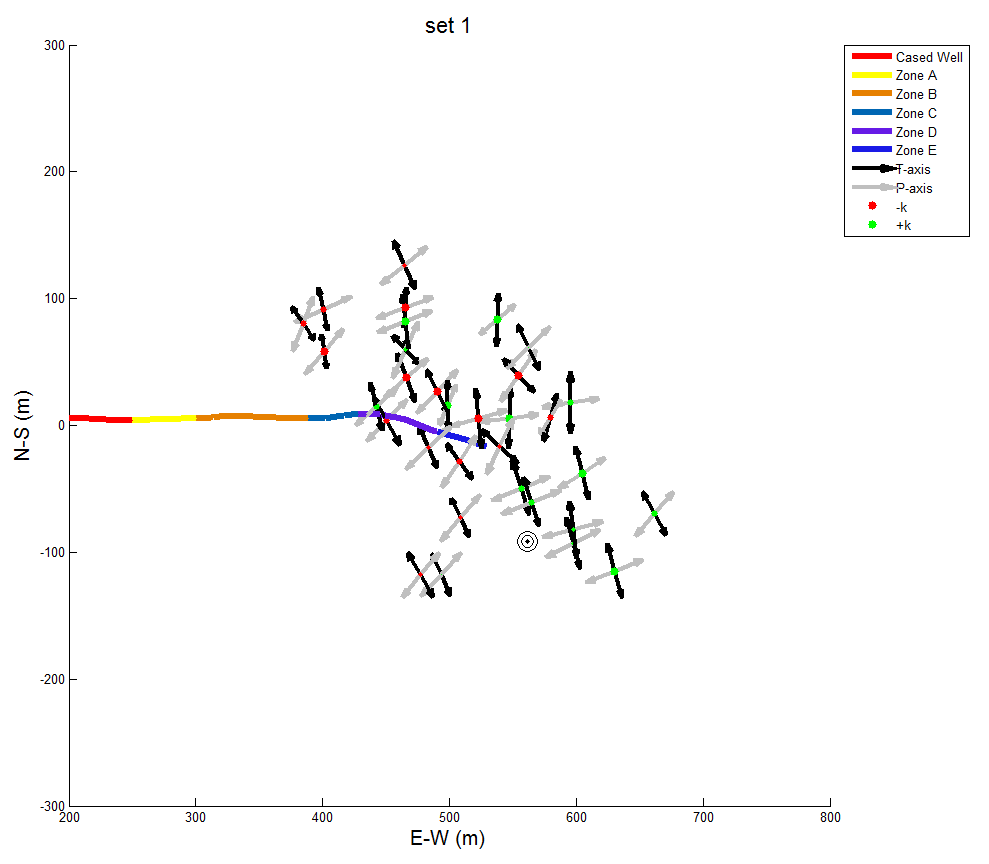 set 1
300
200
100
0
-100
-200
-300
N-S (m)
200 300 400 500 600 700 800
E-W (m)
Cased Well
Zone A
Zone B
Zone C
Zone D
Zone E
T-axis
P-axis
-k
+k